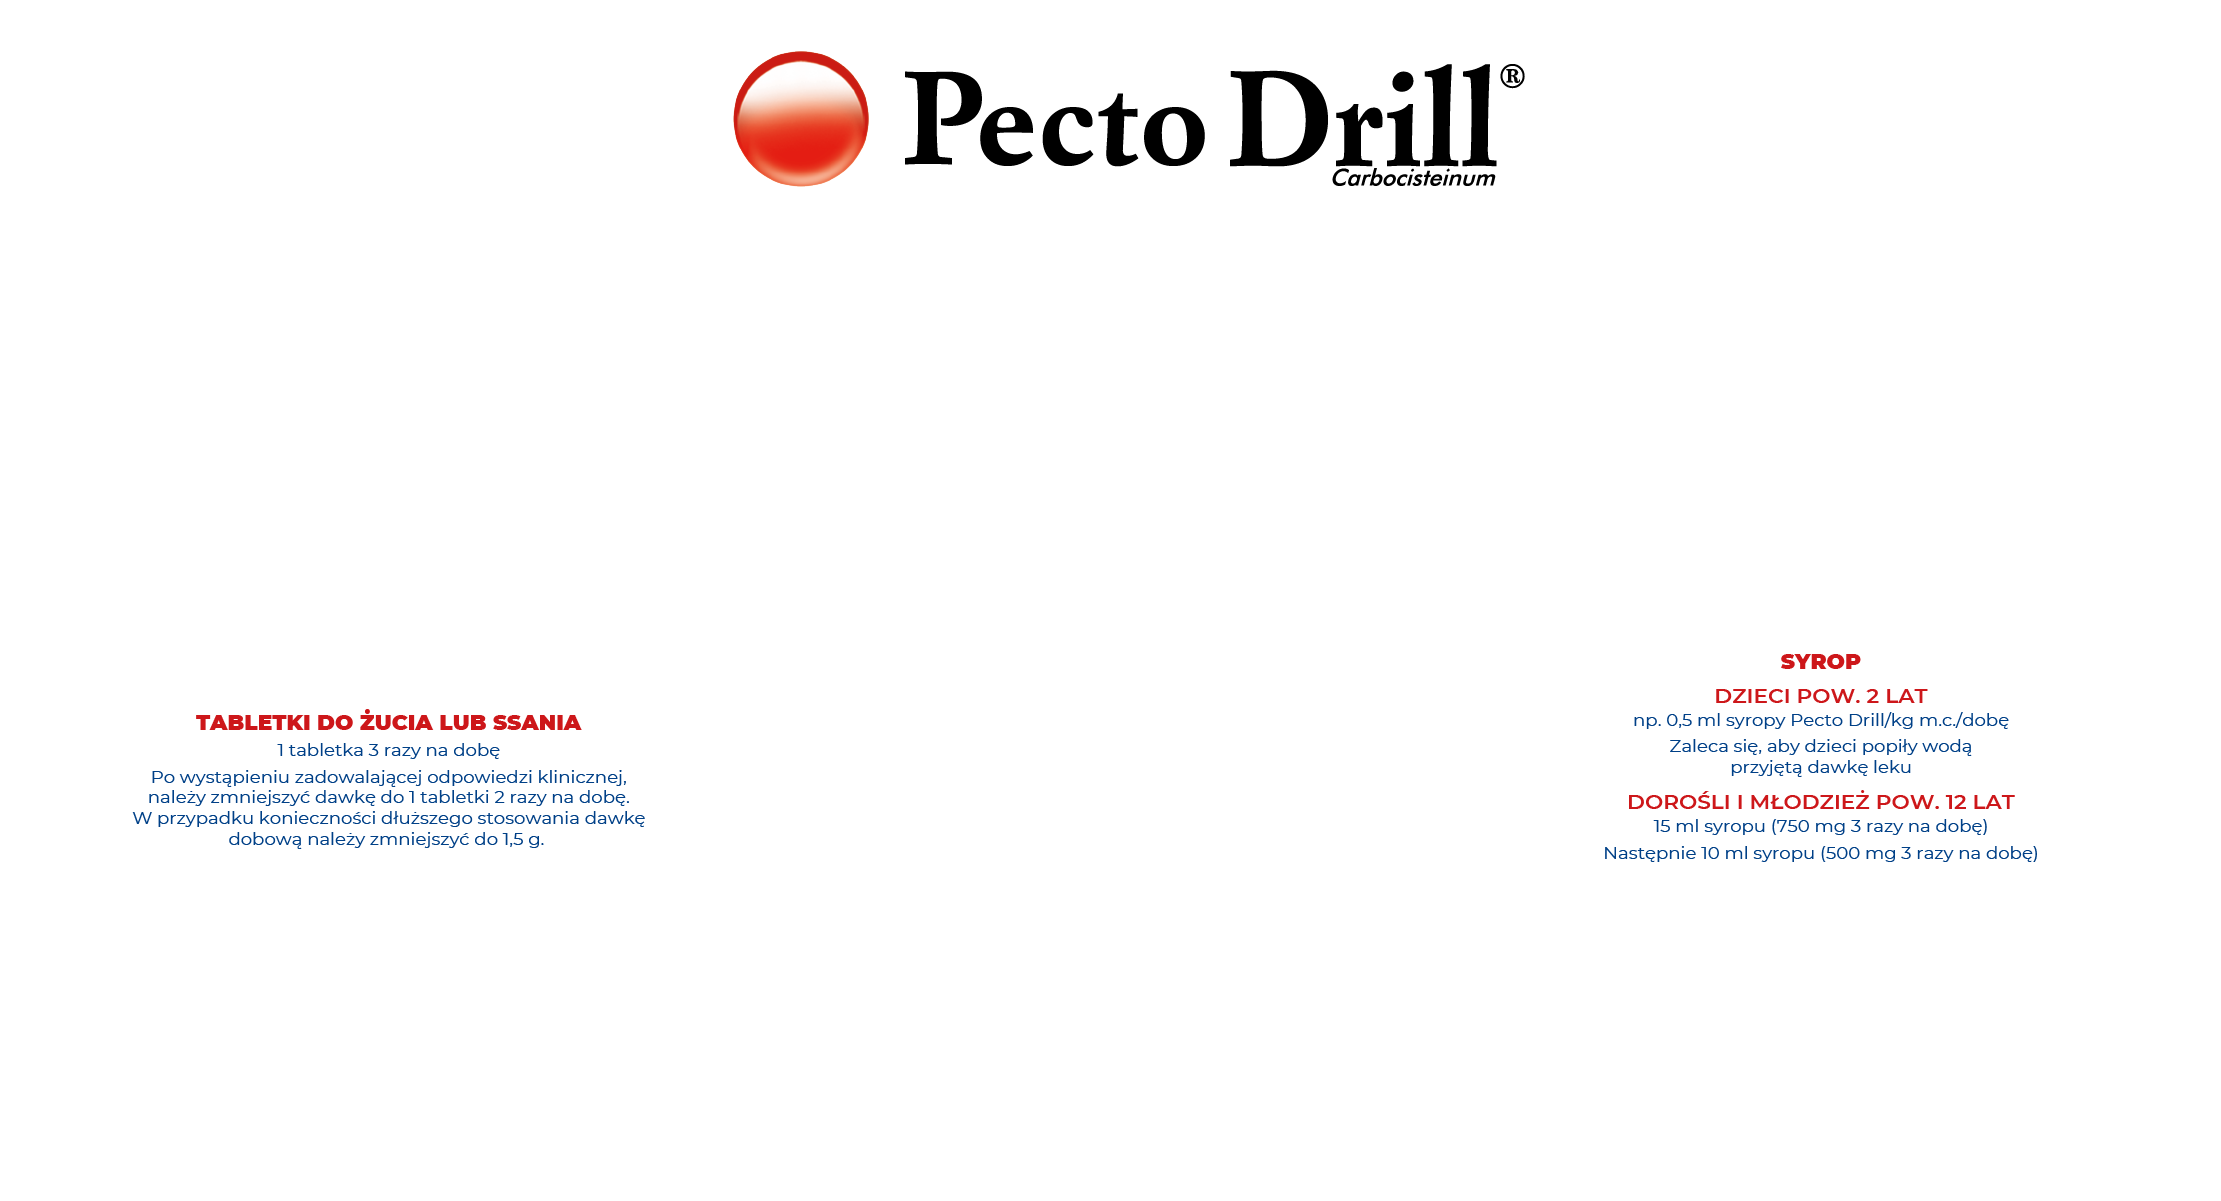 Pecto Drill®
Carbocisteinum
TABLETKI DO ŻUCIA LUB SSANIA
1 tabletka 3 razy na dobę
Po wystąpieniu zadowalającej odpowiedzi klinicznej,
należy zmniejszyć dawkę do 1 tabletki 2 razy na dobę.
W przypadku konieczności dłuższego stosowania dawkę
dobową należy zmniejszyć do 1,5 g.
SYROP
DZIECI POW. 2 LAT
np. 0,5 ml syropy Pecto Drill/kg m.c./dobę
Zaleca się, aby dzieci popiły wodą
przyjętą dawkę leku
DOROŚLI I MŁODZIEŻ POW. 12 LAT
15 ml syropu (750 mg 3 razy na dobę)
Następnie 10 ml syropu (500 mg 3 razy na dobę)